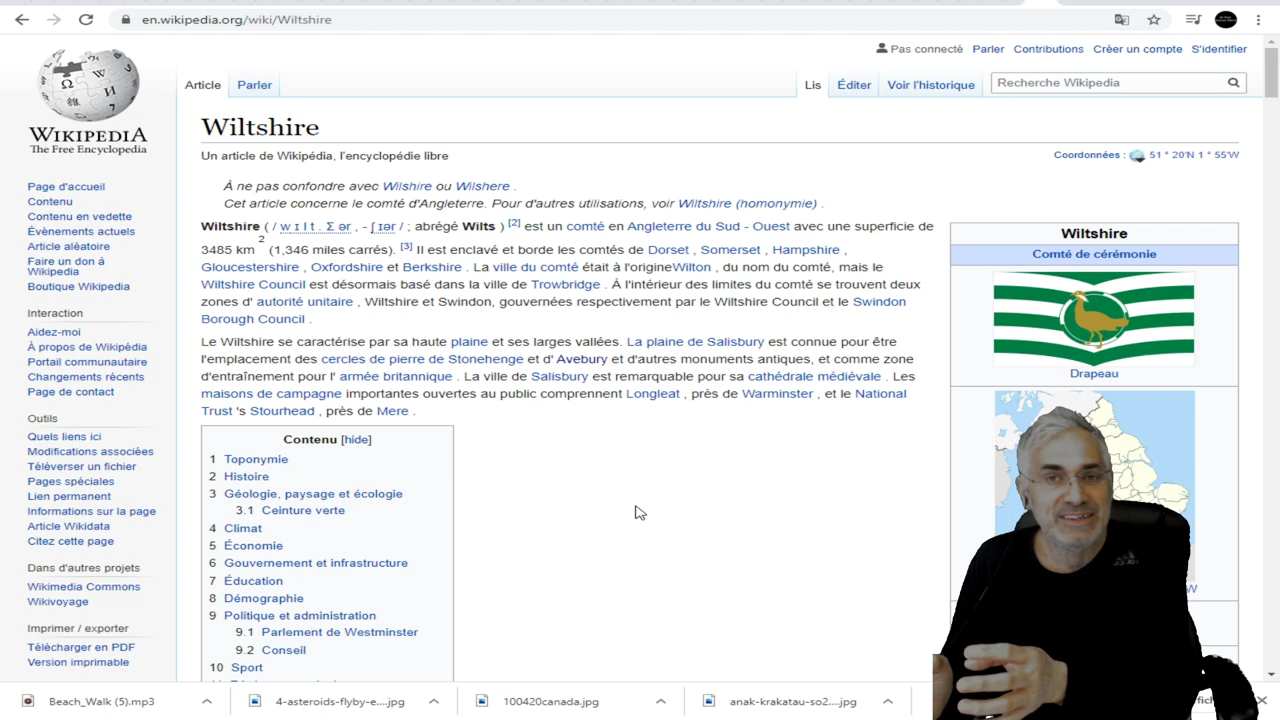 en.wikipedia.org/wiki/Wiltshire
Pas connecté Parler Contributions Créer un compte S'identifier
Article Parler Lis Éditer Voir l'historique Recherche Wikipedia
WIKIPEDIA
The Free Encyclopedia
Page d'accueil
Contenu
Contenu en vedette
Évènements actuels
Article aléatoire
Faire un don à
Wikipedia
Boutique Wikipedia
Interaction
Aidez-moi
À propos de Wikipédia
Portail communautaire
Changements récents
Page de contact
Outils
Quels liens ici
Modifications associées
Téléverser un fichier
Pages spéciales
Lien permanent
Informations sur la page
Article Wikidata
Citez cette page
Dans d'autres projets
Wikimedia Commons
Wikivoyage
Imprimer / exporter
Télécharger en PDF
Version imprimable
Wiltshire
Un article de Wikipédia, l'encyclopédie libre
Coordonnées : 51 ° 20'N 1 ° 55'W
À ne pas confondre avec Wilshire ou Wilshere .
Cet article concerne le comté d'Angleterre. Pour d'autres utilisations, voir Wiltshire (homonymie) .
Wiltshire ( / w ɪ l t . Σ ər , - ʃ ɪər / ; abrégé Wilts ) [2] est un comté en Angleterre du Sud - Ouest avec une superficie de
3485 km 2 (1,346 miles carrés). [3] Il est enclavé et borde les comtés de Dorset , Somerset , Hampshire ,
Gloucestershire , Oxfordshire et Berkshire . La ville du comté était à l'origineWilton , du nom du comté, mais le
Wiltshire Council est désormais basé dans la ville de Trowbridge . À l'intérieur des limites du comté se trouvent deux
zones d' autorité unitaire , Wiltshire et Swindon, gouvernées respectivement par le Wiltshire Council et le Swindon
Borough Council .
Le Wiltshire se caractérise par sa haute plaine et ses larges vallées. La plaine de Salisbury est connue pour être
l'emplacement des cercles de pierre de Stonehenge et d' Avebury et d'autres monuments antiques, et comme zone
d'entraînement pour l' armée britannique . La ville de Salisbury est remarquable pour sa cathédrale médiévale . Les
maisons de campagne importantes ouvertes au public comprennent Longleat , près de Warminster , et le National
Trust 's Stourhead , près de Mere .
Contenu [hide]
1 Toponymie
2 Histoire
3 Géologie, paysage et écologie
3.1 Ceinture verte
4 Climat
5 Économie
6 Gouvernement et infrastructure
7 Éducation
8 Démographie
9 Politique et administration
9.1 Parlement de Westminster
9.2 Conseil
10 Sport
Wiltshire
Comté de cérémonie
Drapeau
W
adidas
Beach_Walk (5).mp3 4-asteroids-flyby-e....jpg 100420canada.jpg anak-krakatau-so2....jpg